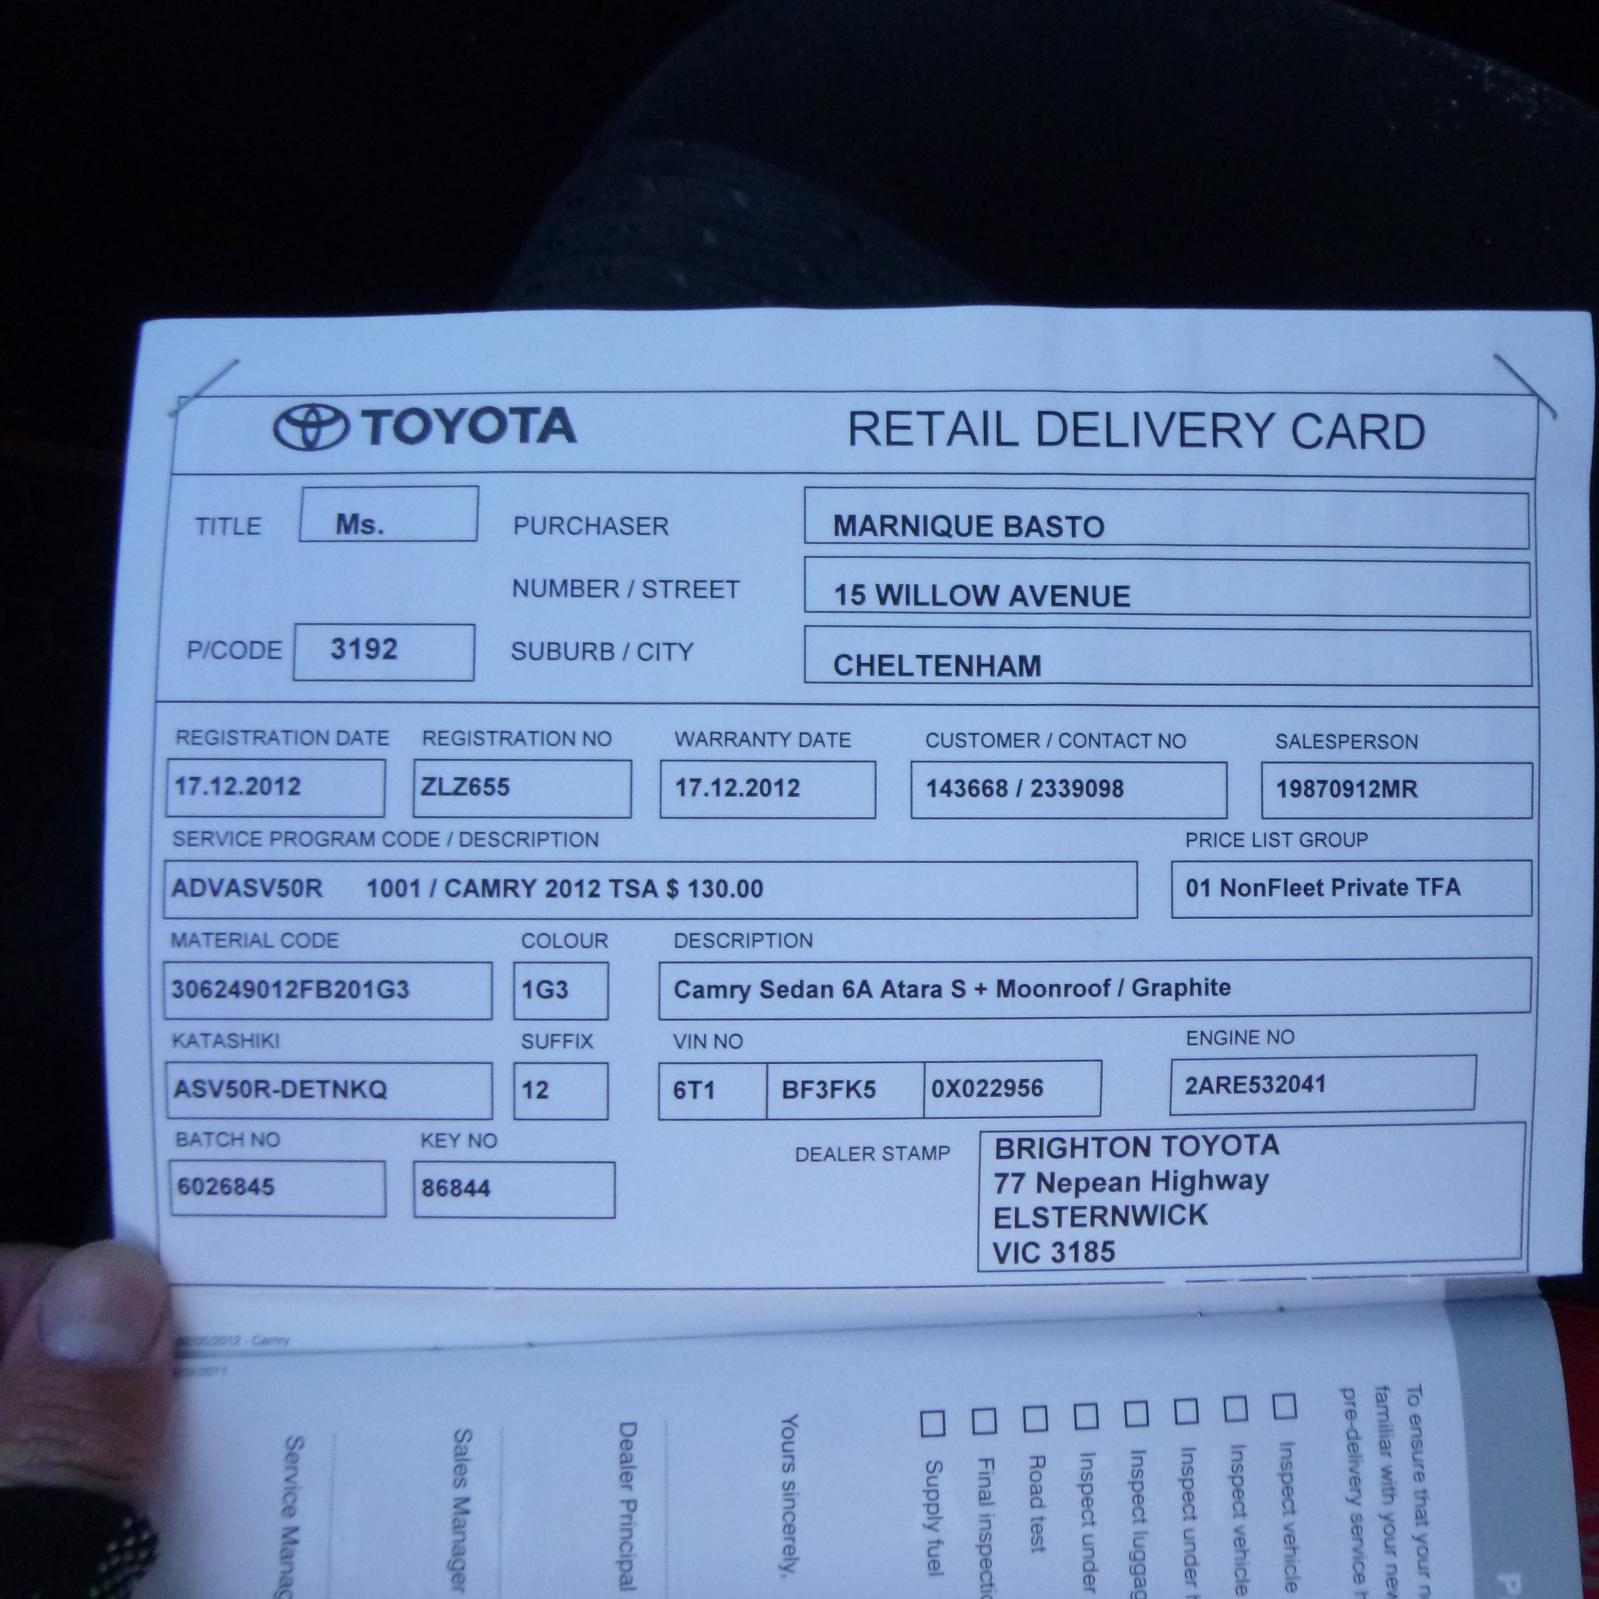 TOYOTA RETAIL DELIVERY CARD
TITLE Ms. PURCHASER MARNIQUE BASTO
NUMBER / STREET 15 WILLOW AVENUE
P/CODE 3192 SUBURB / CITY CHELTENHAM
REGISTRATION DATE REGISTRATION NO WARRANTY DATE CUSTOMER / CONTACT NO SALESPERSON
17.12.2012 ZLZ655 17.12.2012 143668 / 2339098 19870912MR
SERVICE PROGRAM CODE / DESCRIPTION PRICE LIST GROUP
ADVASV50R 1001 / CAMRY 2012 TSA $ 130.00 01 NonFleet Private TFA
MATERIAL CODE COLOUR DESCRIPTION
306249012FB201G3 1G3 Camry Sedan 6A Atara S + Moonroof / Graphite
KATASHIKI SUFFIX VIN NO ENGINE NO
ASV50R-DETNKQ 12 6T1 BF3FK5 0X022956 2ARE532041
BATCH NO KEY NO DEALER STAMP
6026845 86844
BRIGHTON TOYOTA
77 Nepean Highway
ELSTERNWICK
VIC 3185
- Camry
To ensure that your
familiar with your new
pre-delivery service
Inspect vehicle
Inspect vehicle
Inspect under
Inspect
Inspect under
Road test
Final
Supply fuel
Yours sincerely,
Dealer Principal
Sales Manager
Service